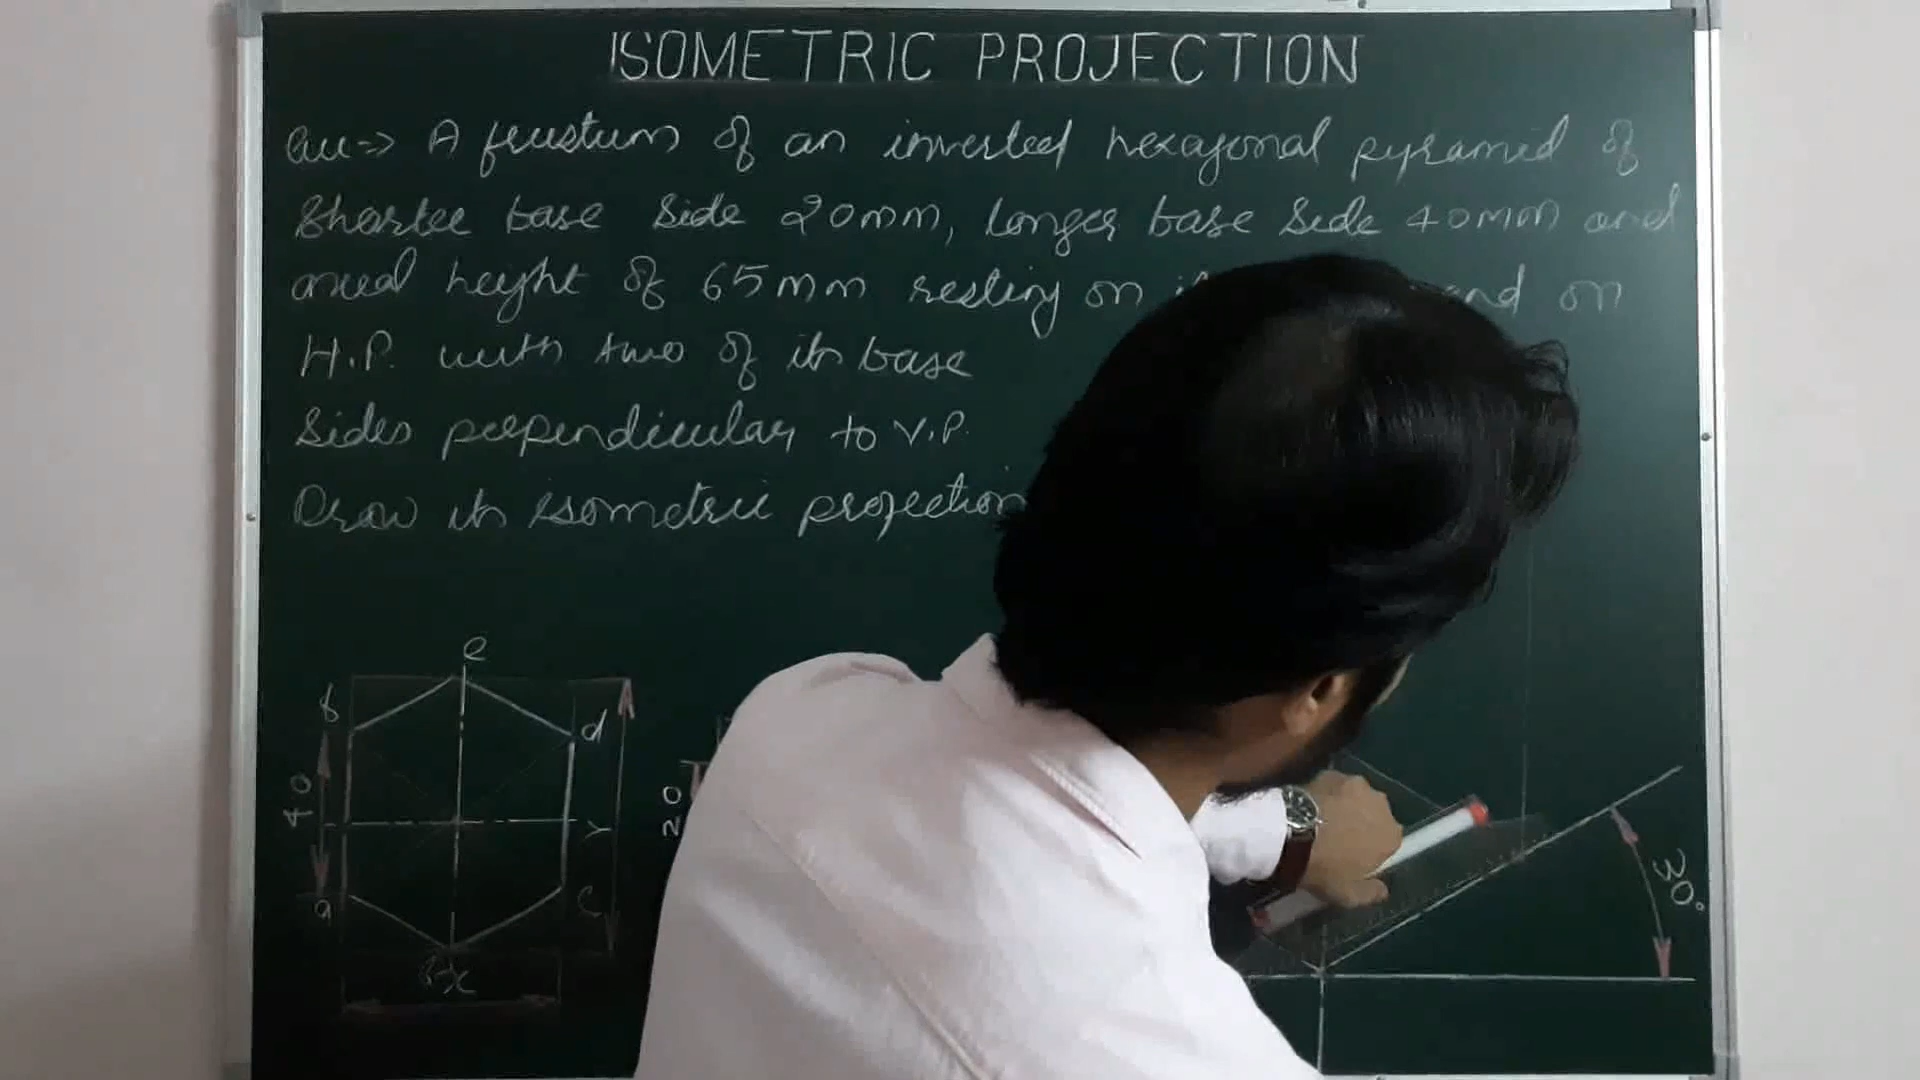 ISOMETRIC PROJECTION
Qu=> A frustum of an inverted hexagonal pyramid of
Shorter base side 20mm, longer base side 40mm and
axial height of 65mm resting on on
H.P. with two of its base
Sides perpendicular to V.P.
Draw its isometric projection
e
b
d
40
20
y
a
c
x
30°